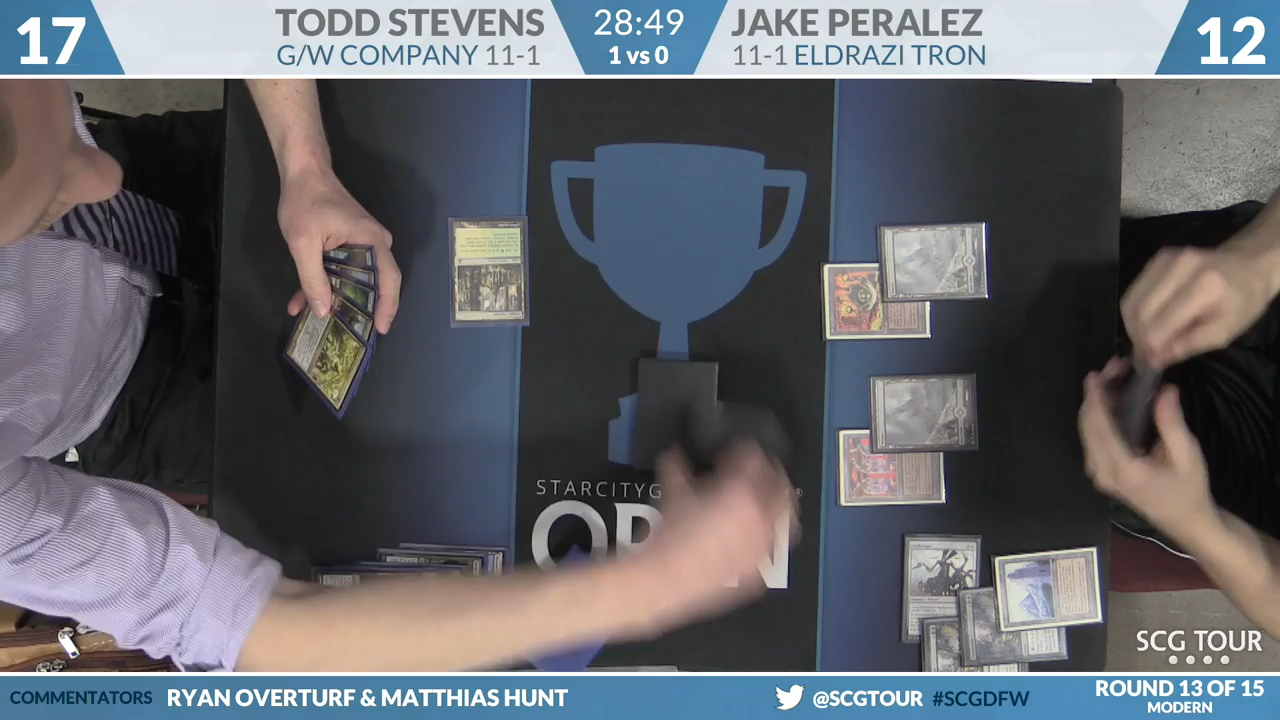 17
TODD STEVENS
G/W COMPANY 11-1
28:49
1 vs 0
JAKE PERALEZ
11-1 ELDRAZI TRON
12
STARCITYG
OPEN
SCG TOUR
COMMENTATORS RYAN OVERTURF & MATTHIAS HUNT
@SCGTOUR #SCGDFW
ROUND 13 OF 15
MODERN